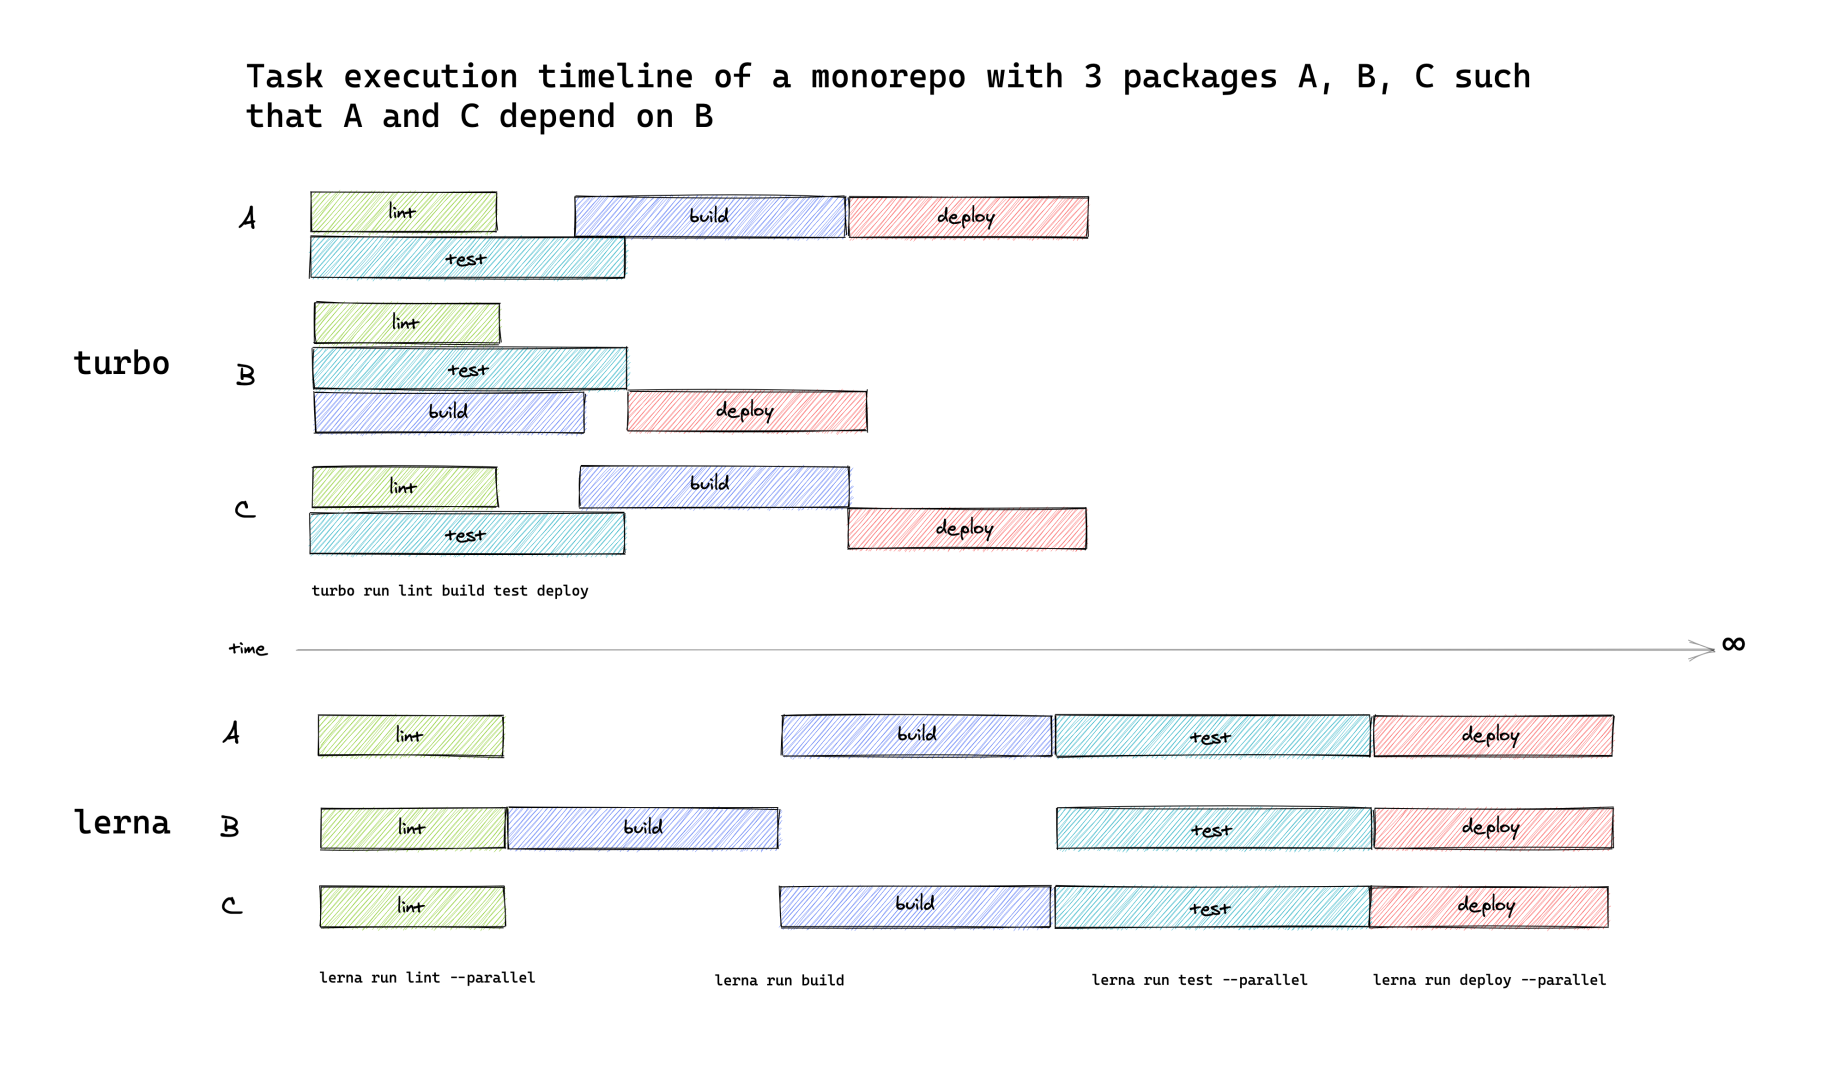 Task execution timeline of a monorepo with 3 packages A, B, C such
that A and C depend on B
turbo
A
lint
build
deploy
test
B
lint
test
build
deploy
C
lint
build
test
deploy
turbo run lint build test deploy
time
∞
lerna
A
lint
build
test
deploy
B
lint
build
test
deploy
C
lint
build
test
deploy
lerna run lint --parallel
lerna run build
lerna run test --parallel
lerna run deploy --parallel